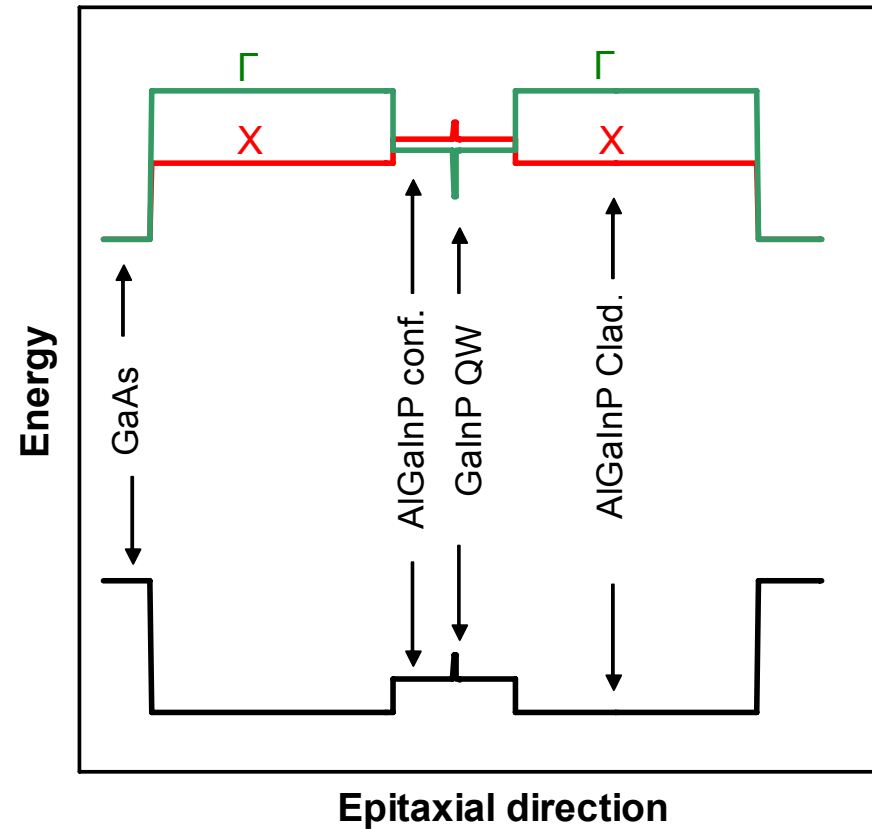 Γ
Γ
X
X
Energy
GaAs
AlGaInP conf.
GaInP QW
AlGaInP Clad.
Epitaxial direction